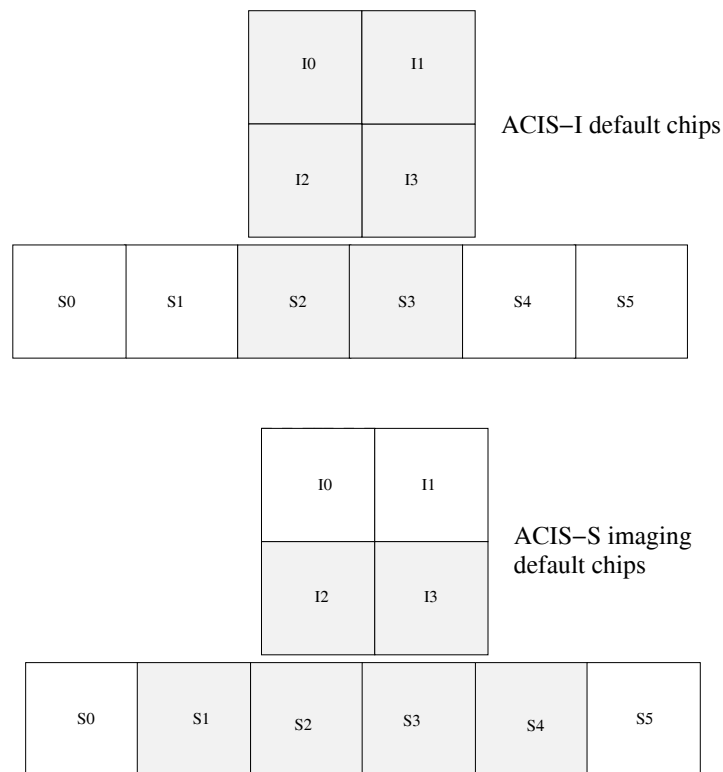 I0 I1
ACIS−I default chips
I2 I3
S0 S1 S2 S3 S4 S5
I0 I1
ACIS−S imaging
default chips
I2 I3
S0 S1 S2 S3 S4 S5